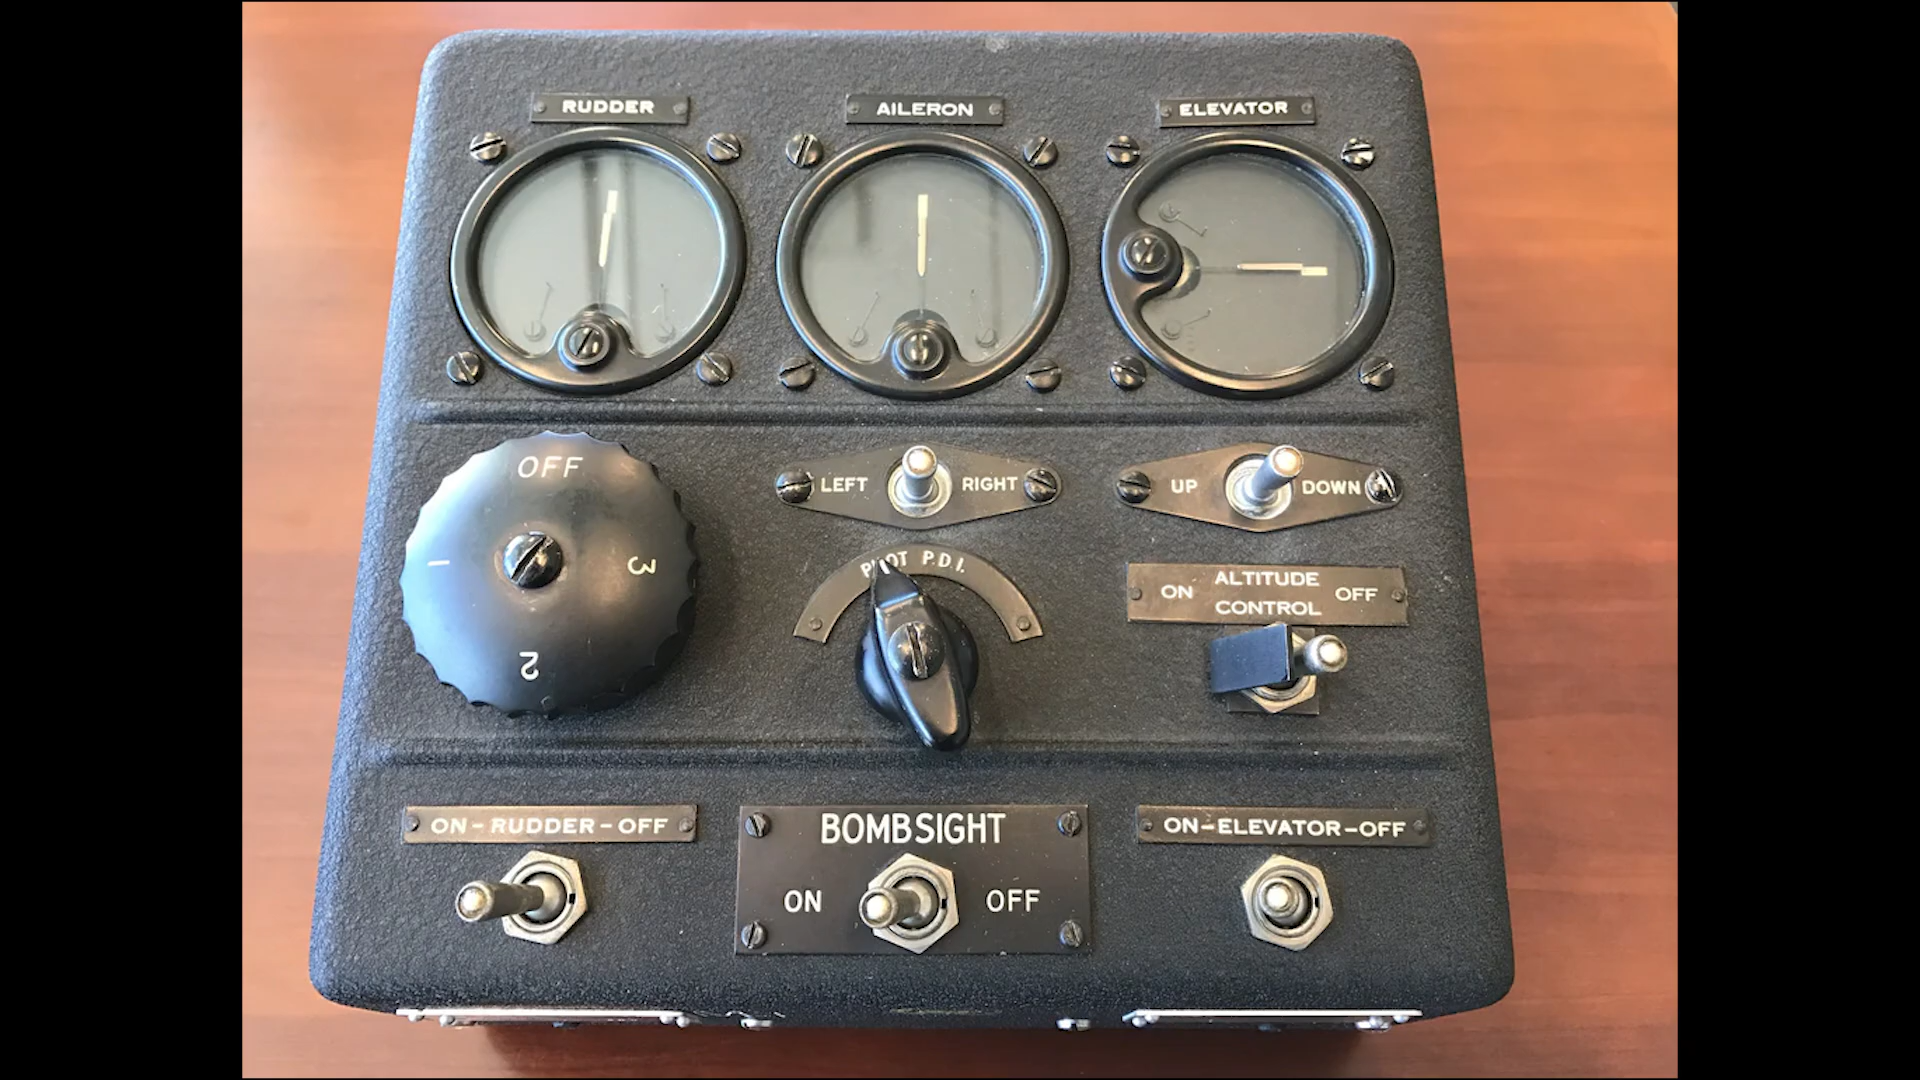 RUDDER
AILERON
ELEVATOR
OFF
1
3
2
LEFT
RIGHT
UP
DOWN
P.D.I.
ON
ALTITUDE
CONTROL
OFF
ON-RUDDER-OFF
BOMBSIGHT
ON
OFF
ON-ELEVATOR-OFF